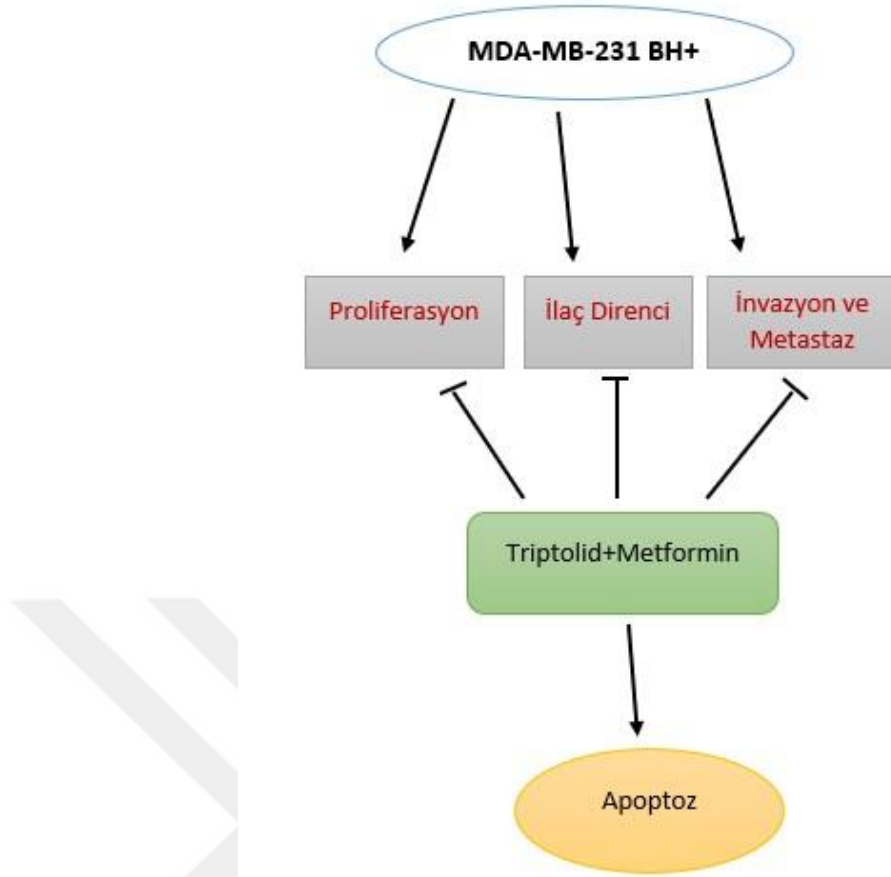 MDA-MB-231 BH+
Proliferasyon
İlaç Direnci
İnvazyon ve
Metastaz
Triptolid+Metformin
Apoptoz